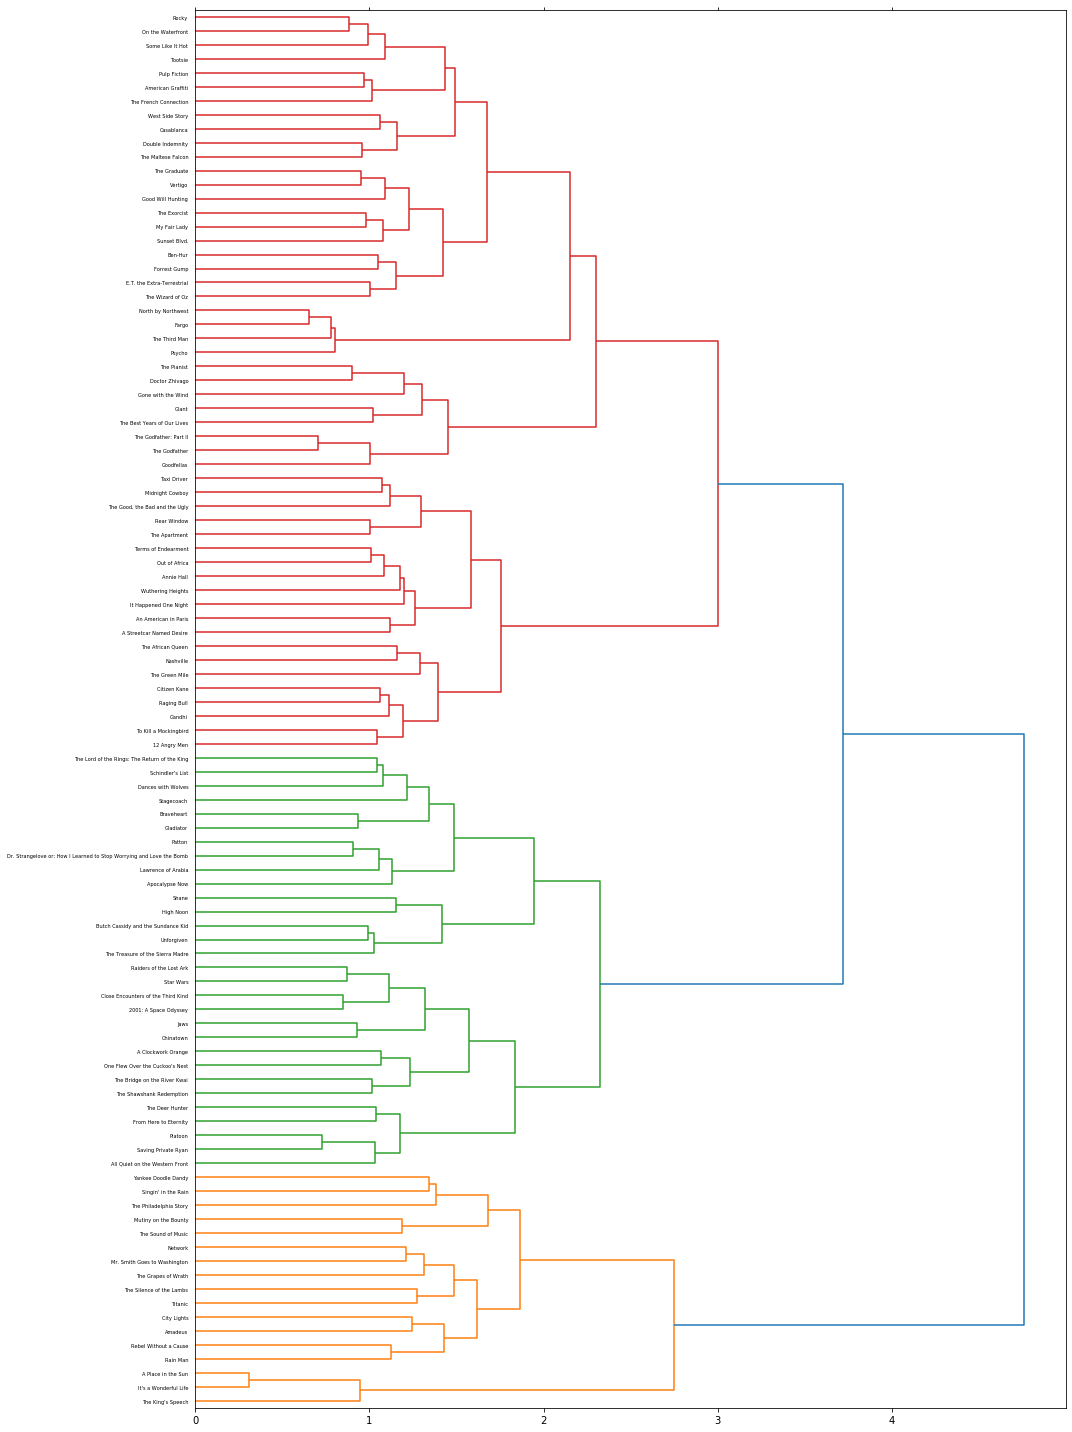 Rocky
On the Waterfront
Some Like It Hot
Tootsie
Pulp Fiction
American Graffiti
The French Connection
West Side Story
Casablanca
Double Indemnity
The Maltese Falcon
The Graduate
Vertigo
Good Will Hunting
The Exorcist
My Fair Lady
Sunset Blvd.
Ben-Hur
Forrest Gump
E.T. the Extra-Terrestrial
The Wizard of Oz
North by Northwest
Fargo
The Third Man
Psycho
The Pianist
Doctor Zhivago
Gone with the Wind
Giant
The Best Years of Our Lives
The Godfather: Part II
The Godfather
Goodfellas
Taxi Driver
Midnight Cowboy
The Good, the Bad and the Ugly
Rear Window
The Apartment
Terms of Endearment
Out of Africa
Annie Hall
Wuthering Heights
It Happened One Night
An American in Paris
A Streetcar Named Desire
The African Queen
Nashville
The Green Mile
Citizen Kane
Raging Bull
Gandhi
To Kill a Mockingbird
12 Angry Men
The Lord of the Rings: The Return of the King
Schindler's List
Dances with Wolves
Stagecoach
Braveheart
Gladiator
Patton
Dr. Strangelove or: How I Learned to Stop Worrying and Love the Bomb
Lawrence of Arabia
Apocalypse Now
Shane
High Noon
Butch Cassidy and the Sundance Kid
Unforgiven
The Treasure of the Sierra Madre
Raiders of the Lost Ark
Star Wars
Close Encounters of the Third Kind
2001: A Space Odyssey
Jaws
Chinatown
A Clockwork Orange
One Flew Over the Cuckoo's Nest
The Bridge on the River Kwai
The Shawshank Redemption
The Deer Hunter
From Here to Eternity
Platoon
Saving Private Ryan
All Quiet on the Western Front
Yankee Doodle Dandy
Singin' in the Rain
The Philadelphia Story
Mutiny on the Bounty
The Sound of Music
Network
Mr. Smith Goes to Washington
The Grapes of Wrath
The Silence of the Lambs
Titanic
City Lights
Amadeus
Rebel Without a Cause
Rain Man
A Place in the Sun
It's a Wonderful Life
The King's Speech
0 1 2 3 4